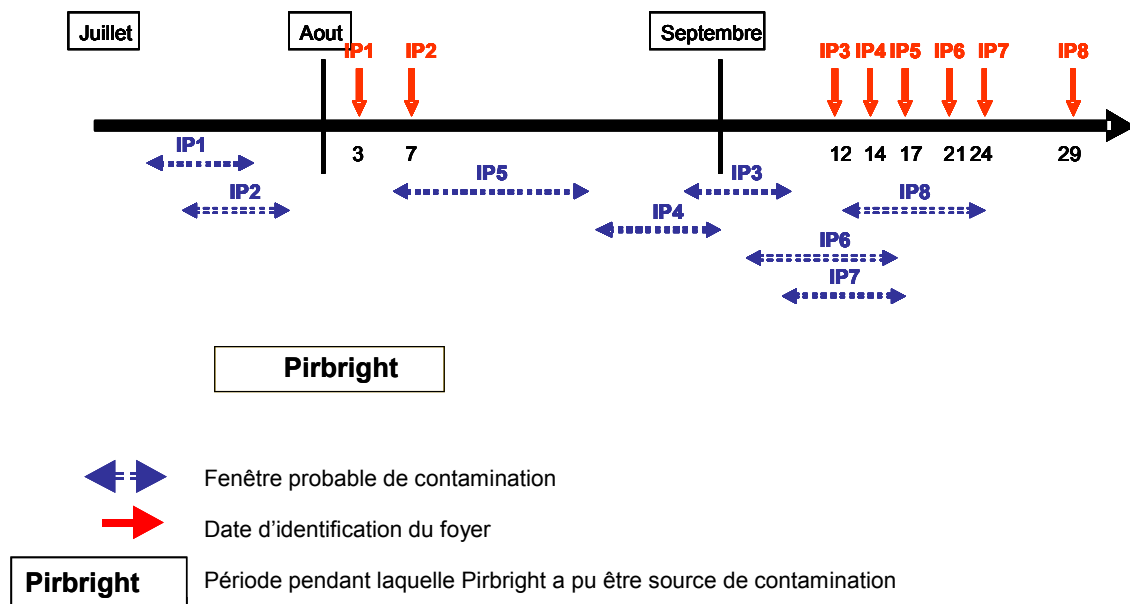 Juillet
Aout
Septembre
IP1
IP2
IP3
IP4
IP5
IP6
IP7
IP8
3
7
12
14
17
21
24
29
IP1
IP2
IP5
IP3
IP4
IP8
IP6
IP7
Pirbright
Fenêtre probable de contamination
Date d'identification du foyer
Pirbright
Période pendant laquelle Pirbright a pu être source de contamination